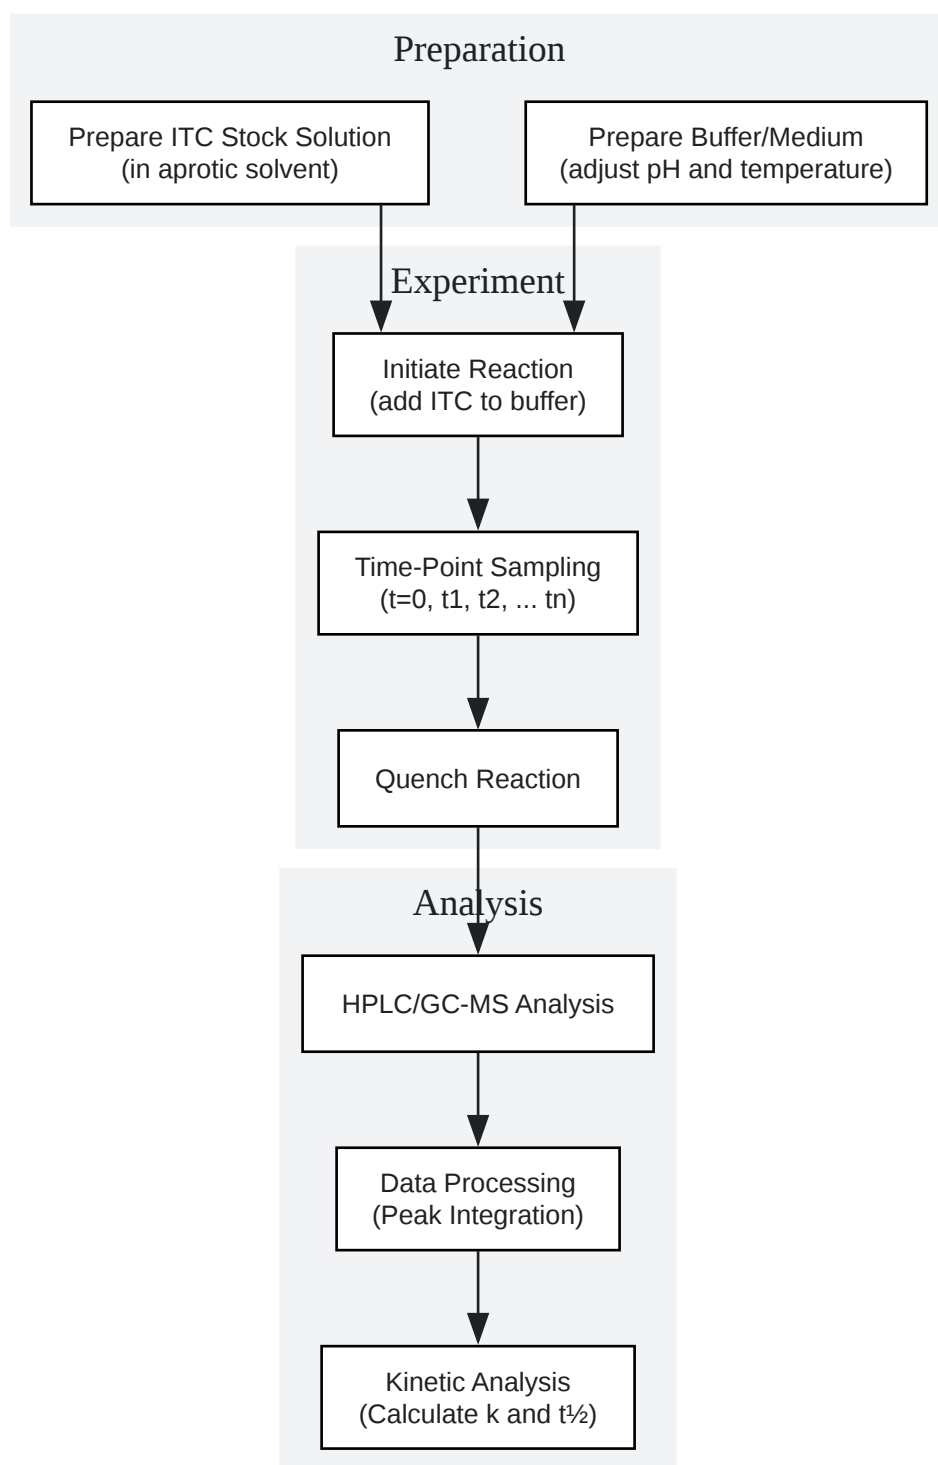 Preparation
Prepare ITC Stock Solution
(in aprotic solvent)
Prepare Buffer/Medium
(adjust pH and temperature)
Experiment
Initiate Reaction
(add ITC to buffer)
Time-Point Sampling
(t=0, t1, t2, ... tn)
Quench Reaction
Analysis
HPLC/GC-MS Analysis
Data Processing
(Peak Integration)
Kinetic Analysis
(Calculate k and t½)